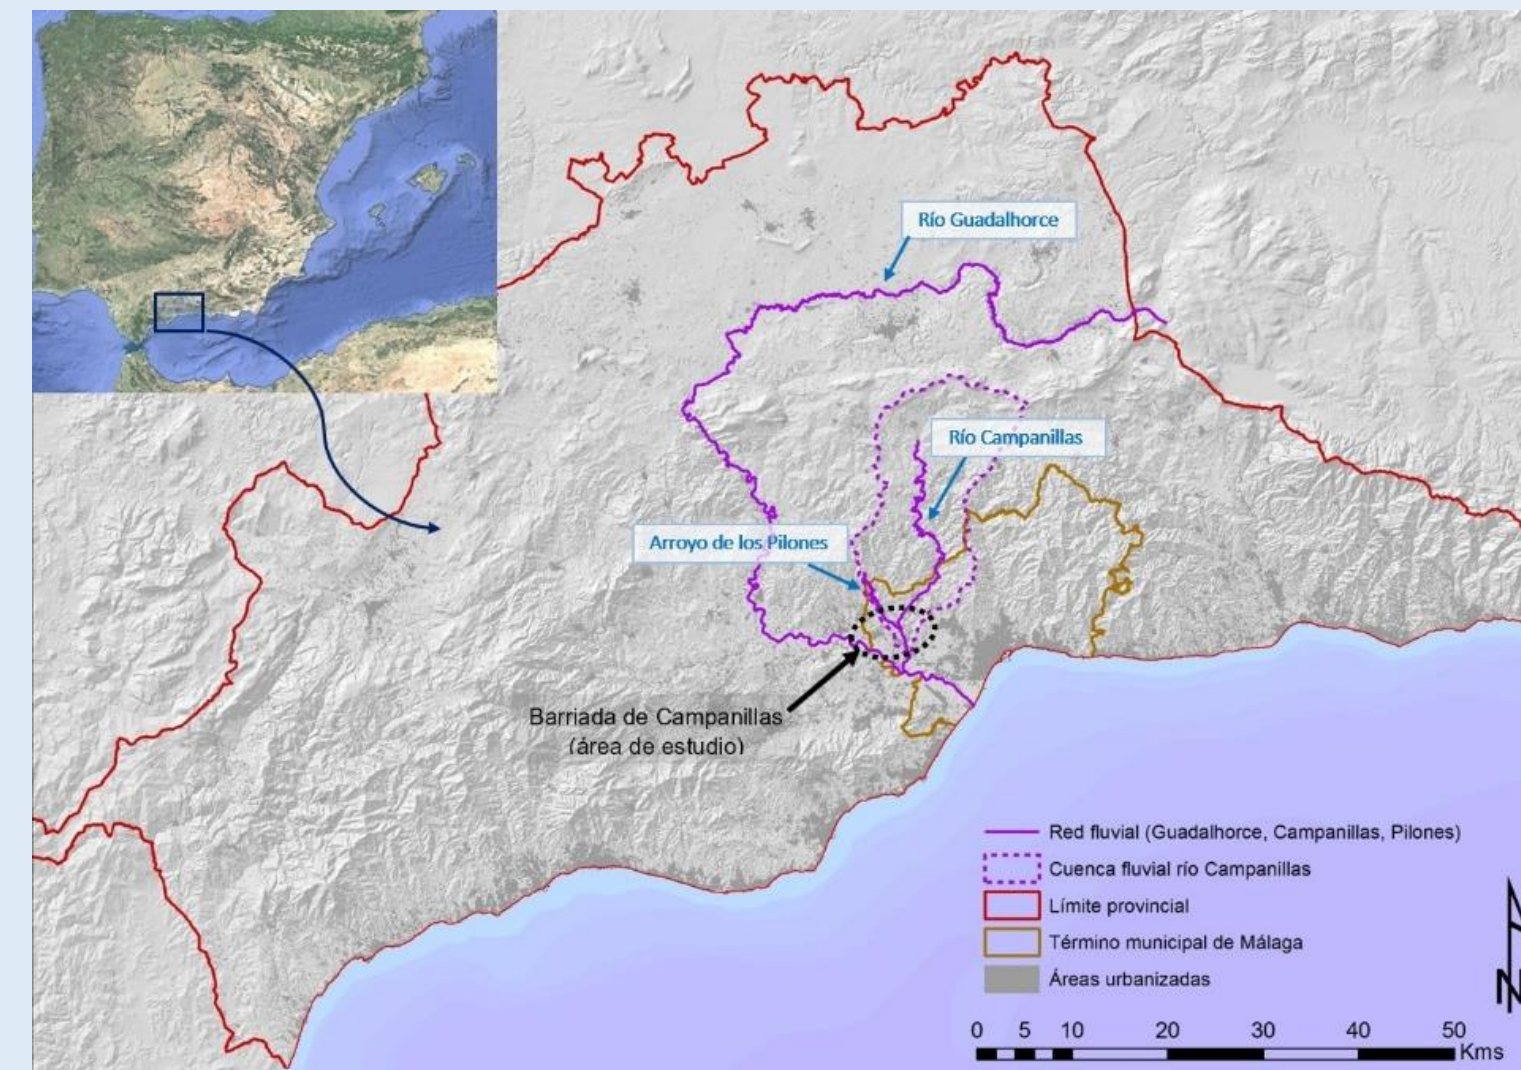 Río Guadalhorce
Río Campanillas
Arroyo de los Pilones
Barriada de Campanillas
(área de estudio)
Red fluvial (Guadalhorce, Campanillas, Pilones)
Cuenca fluvial río Campanillas
Límite provincial
Término municipal de Málaga
Áreas urbanizadas
N
0 5 10 20 30 40 50
Kms